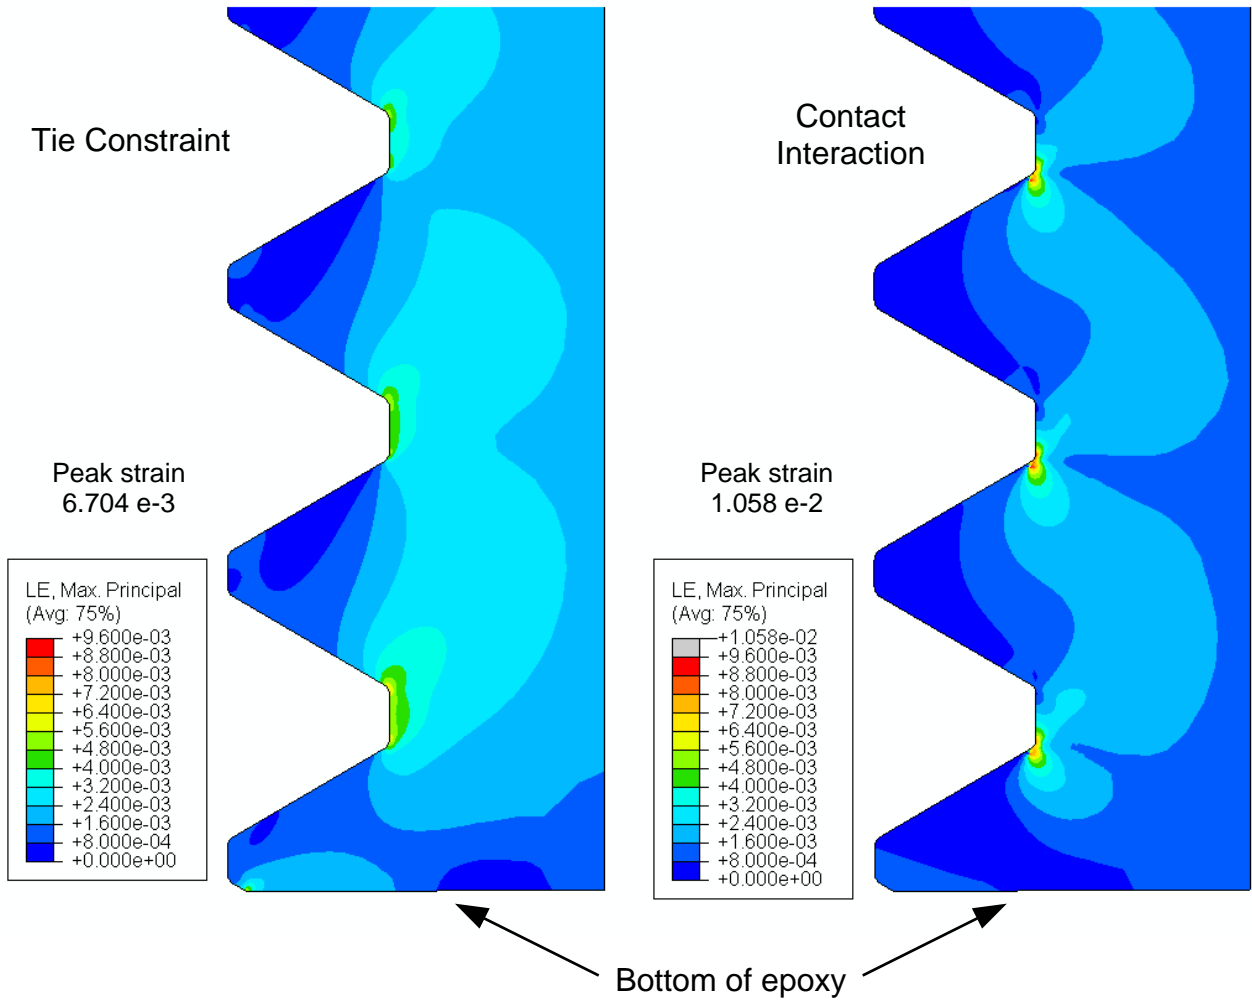 Tie Constraint
Contact
Interaction
Peak strain
6.704 e-3
Peak strain
1.058 e-2
LE, Max. Principal
(Avg: 75%)
+9.600e-03
+8.800e-03
+8.000e-03
+7.200e-03
+6.400e-03
+5.600e-03
+4.800e-03
+4.000e-03
+3.200e-03
+2.400e-03
+1.600e-03
+8.000e-04
+0.000e+00
LE, Max. Principal
(Avg: 75%)
+1.058e-02
+9.600e-03
+8.800e-03
+8.000e-03
+7.200e-03
+6.400e-03
+5.600e-03
+4.800e-03
+4.000e-03
+3.200e-03
+2.400e-03
+1.600e-03
+8.000e-04
+0.000e+00
Bottom of epoxy